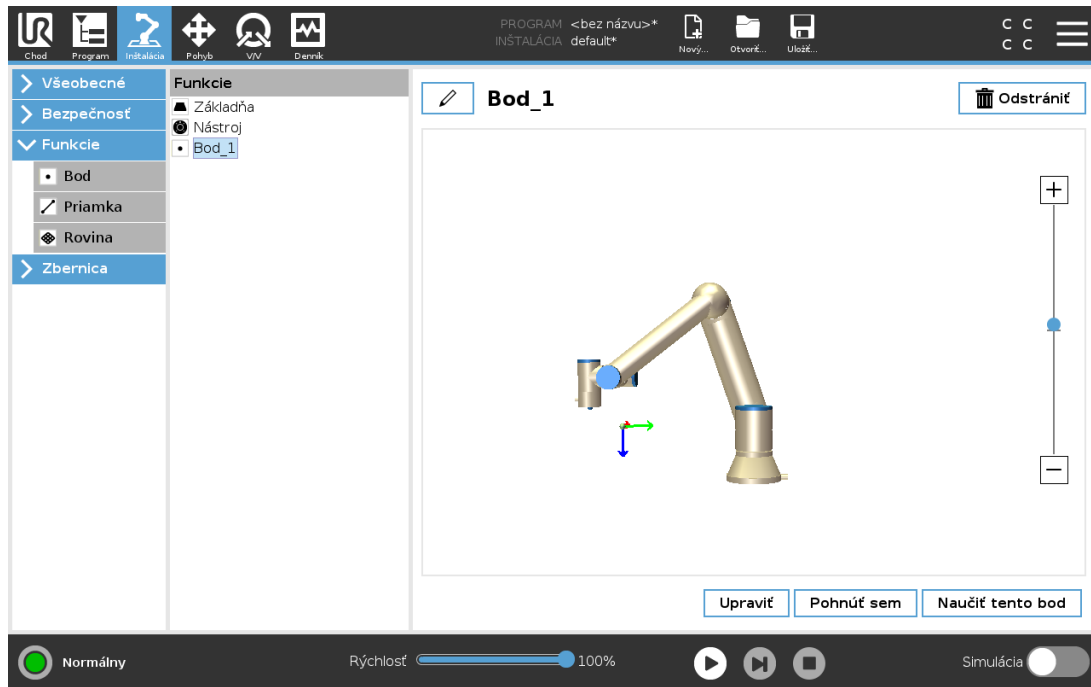 Chod
Program
Inštalácia
Pohyb
V/V
Denník
PROGRAM <bez názvu>*
INŠTALÁCIA default*
Nový...
Otvoriť...
Uložiť...
C C
C C
Všeobecné
Bezpečnosť
Funkcie
Bod
Priamka
Rovina
Zbernica
Funkcie
Základňa
Nástroj
Bod_1
Bod_1
Odstrániť
Upraviť
Pohnúť sem
Naučiť tento bod
Normálny
Rýchlosť
100%
Simulácia